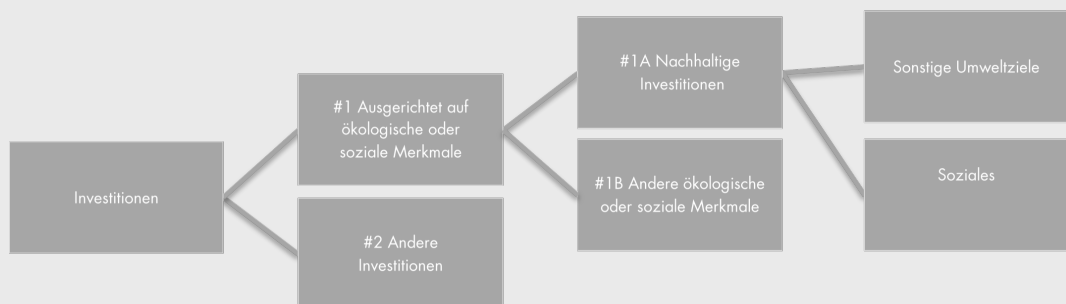 Investitionen
#1 Ausgerichtet auf
ökologische oder
soziale Merkmale
#2 Andere
Investitionen
#1A Nachhaltige
Investitionen
#1B Andere ökologische
oder soziale Merkmale
Sonstige Umweltziele
Soziales